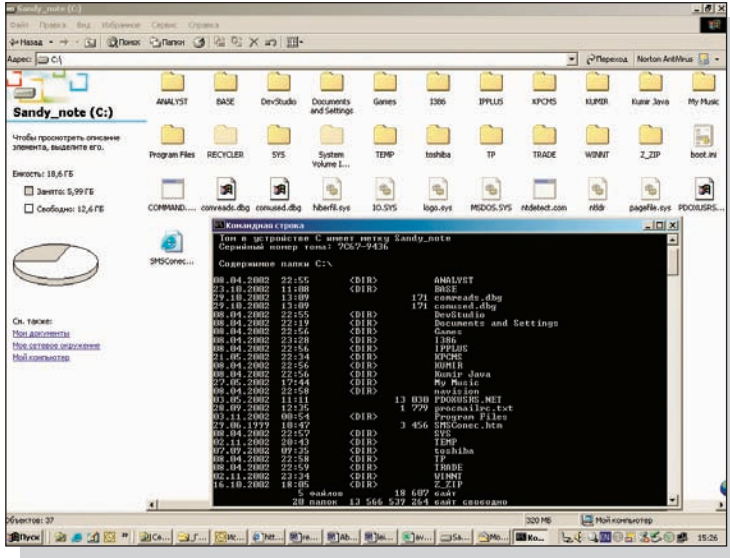 Sandy_note (C:)
Файл Правка Вид Избранное Сервис Справка
Назад Поиск Папки
Адрес: C:\ Переход Norton AntiVirus
Sandy_note (C:)
Чтобы просмотреть описание
элемента, выделите его.
Емкость: 18,6 ГБ
Занято: 5,99 ГБ
Свободно: 12,6 ГБ
См. также:
Мои документы
Мое сетевое окружение
Мой компьютер
ANALYST BASE DevStudio Documents and Settings Games I386 IPPLUS KPCMS KUMIR Kumir Java My Music
Program Files RECYCLER SYS System Volume I... TEMP toshiba TP TRADE WINNT Z_ZIP boot.ini
COMMAND.... comreads.dbg comused.dbg hiberfil.sys IO.SYS logo.sys MSDOS.SYS ntdetect.com ntldr pagefile.sys PDOXUSRS...
SMSConec...
Командная строка
Том в устройстве C имеет метку Sandy_note
Серийный номер тома: 7C67-9436
Содержимое папки C:\
08.04.2002 22:55 <DIR> ANALYST
23.10.2002 11:08 <DIR> BASE
29.10.2002 13:09 171 comreads.dbg
29.10.2002 13:09 171 comused.dbg
08.04.2002 22:55 <DIR> DevStudio
08.04.2002 22:19 <DIR> Documents and Settings
08.04.2002 22:56 <DIR> Games
08.04.2002 23:28 <DIR> I386
08.04.2002 22:56 <DIR> IPPLUS
21.05.2002 22:34 <DIR> KPCMS
08.04.2002 22:56 <DIR> KUMIR
08.04.2002 22:56 <DIR> Kumir Java
27.05.2002 17:44 <DIR> My Music
08.04.2002 22:58 <DIR> navision
03.05.2002 11:11 13 030 PDOXUSRS.NET
28.09.2002 12:35 1 779 procmailrc.txt
03.11.2002 00:54 <DIR> Program Files
29.06.1999 10:47 3 456 SMSConec.htm
08.04.2002 22:57 <DIR> SYS
02.11.2002 20:43 <DIR> TEMP
07.09.2002 09:35 <DIR> toshiba
08.04.2002 22:58 <DIR> TP
08.04.2002 22:59 <DIR> TRADE
02.11.2002 23:34 <DIR> WINNT
16.10.2002 18:05 <DIR> Z_ZIP
5 файлов 18 607 байт
20 папок 13 566 537 264 байт свободно
Объектов: 37 320 МБ Мой компьютер
Пуск 15:26